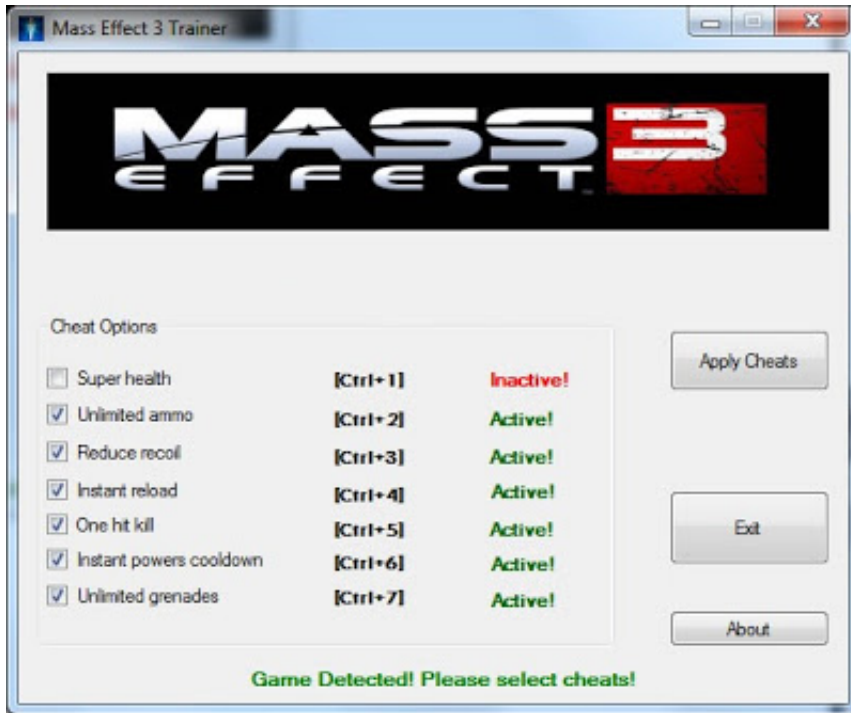 Mass Effect 3 Trainer
MASS 3
EFFECT™
Cheat Options
Super health [Ctrl+1] Inactive!
Unlimited ammo [Ctrl+2] Active!
Reduce recoil [Ctrl+3] Active!
Instant reload [Ctrl+4] Active!
One hit kill [Ctrl+5] Active!
Instant powers cooldown [Ctrl+6] Active!
Unlimited grenades [Ctrl+7] Active!
Apply Cheats
Exit
About
Game Detected! Please select cheats!